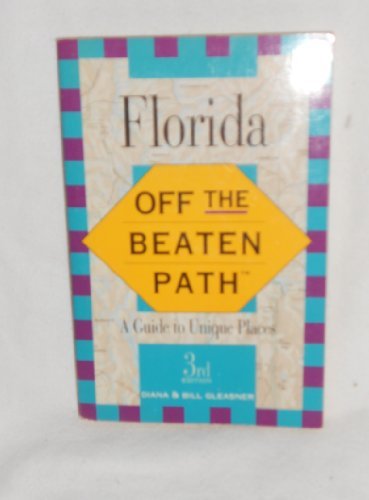 Florida
OFF THE
BEATEN
PATH™
A Guide to Unique Places
3rd
EDITION
DIANA & BILL GLEASNER